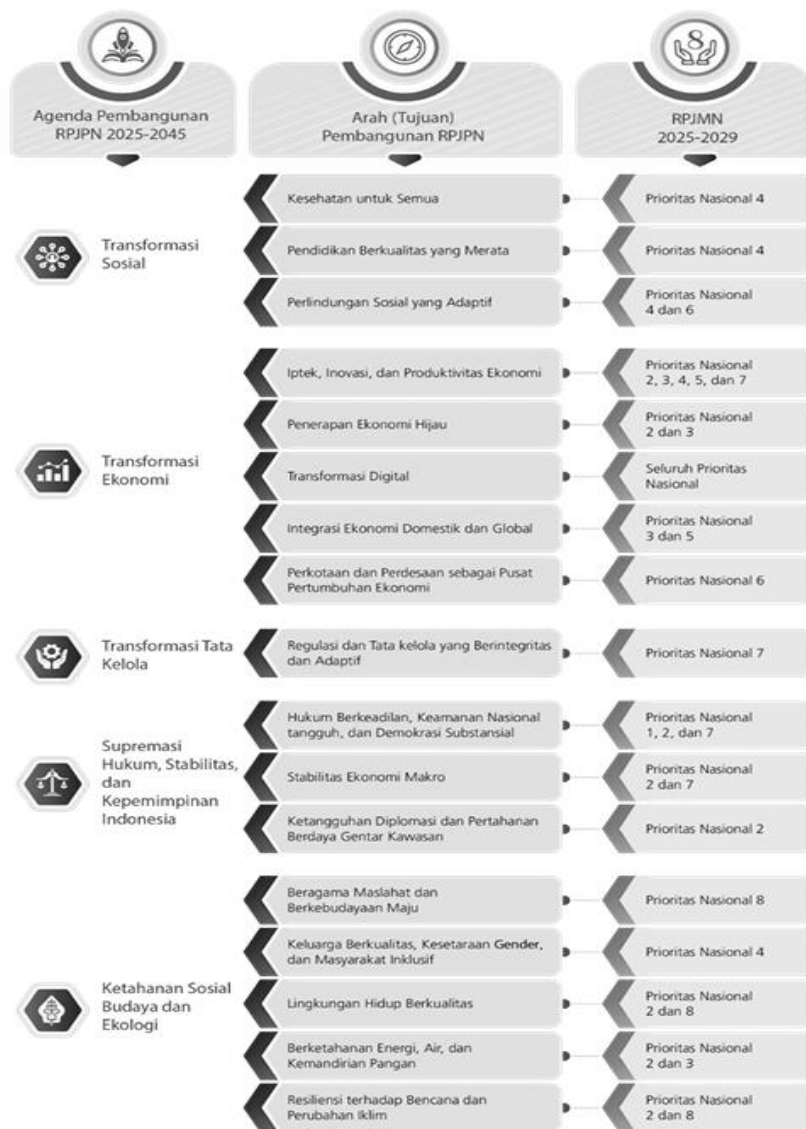 8
Agenda Pembangunan
RPJPN 2025-2045
Arah (Tujuan)
Pembangunan RPJPN
RPJMN
2025-2029
Transformasi
Sosial
Kesehatan untuk Semua
Prioritas Nasional 4
Pendidikan Berkualitas yang Merata
Prioritas Nasional 4
Perlindungan Sosial yang Adaptif
Prioritas Nasional
4 dan 6
Transformasi
Ekonomi
Iptek, Inovasi, dan Produktivitas Ekonomi
Prioritas Nasional
2, 3, 4, 5, dan 7
Penerapan Ekonomi Hijau
Prioritas Nasional
2 dan 3
Transformasi Digital
Seluruh Prioritas
Nasional
Integrasi Ekonomi Domestik dan Global
Prioritas Nasional
3 dan 5
Perkotaan dan Perdesaan sebagai Pusat
Pertumbuhan Ekonomi
Prioritas Nasional 6
Transformasi Tata
Kelola
Regulasi dan Tata kelola yang Berintegritas
dan Adaptif
Prioritas Nasional 7
Supremasi
Hukum, Stabilitas,
dan
Kepemimpinan
Indonesia
Hukum Berkeadilan, Keamanan Nasional
tangguh, dan Demokrasi Substansial
Prioritas Nasional
1, 2, dan 7
Stabilitas Ekonomi Makro
Prioritas Nasional
2 dan 7
Ketangguhan Diplomasi dan Pertahanan
Berdaya Gentar Kawasan
Prioritas Nasional 2
Ketahanan Sosial
Budaya dan
Ekologi
Beragama Maslahat dan
Berkebudayaan Maju
Prioritas Nasional 8
Keluarga Berkualitas, Kesetaraan Gender,
dan Masyarakat Inklusif
Prioritas Nasional 4
Lingkungan Hidup Berkualitas
Prioritas Nasional
2 dan 8
Berketahanan Energi, Air, dan
Kemandirian Pangan
Prioritas Nasional
2 dan 3
Resiliensi terhadap Bencana dan
Perubahan Iklim
Prioritas Nasional
2 dan 8